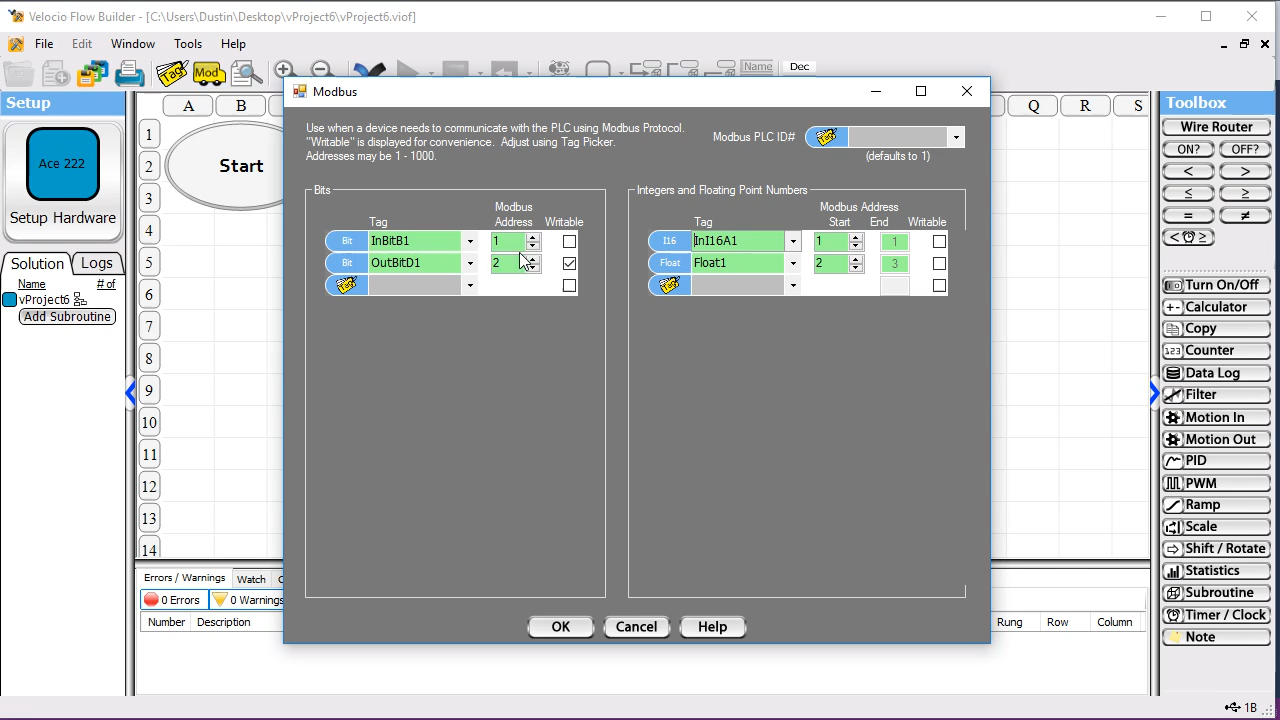 Velocio Flow Builder - [C:\Users\Dustin\Desktop\vProject6\vProject6.viof]
File Edit Window Tools Help
Tag Mod Name Dec
Setup
Ace 222
Setup Hardware
Solution Logs
Name # of
vProject6
Add Subroutine
A B Q R S
1
2
3
4
5
6
7
8
9
10
11
12
13
14
Start
Modbus
Use when a device needs to communicate with the PLC using Modbus Protocol.
"Writable" is displayed for convenience. Adjust using Tag Picker.
Addresses may be 1 - 1000.
Modbus PLC ID#
(defaults to 1)
Bits
Modbus
Tag Address Writable
Bit InBitB1 1
Bit OutBitD1 2
Integers and Floating Point Numbers
Modbus Address
Tag Start End Writable
I16 InI16A1 1 1
Float Float1 2 3
OK Cancel Help
Errors / Warnings Watch
0 Errors 0 Warnings
Number Description Rung Row Column
Toolbox
Wire Router
ON? OFF?
< >
≤ ≥
= ≠
< ≥
Turn On/Off
+- Calculator
Copy
123 Counter
Data Log
Filter
Motion In
Motion Out
PID
PWM
Ramp
Scale
Shift / Rotate
Statistics
Subroutine
Timer / Clock
Note
1B